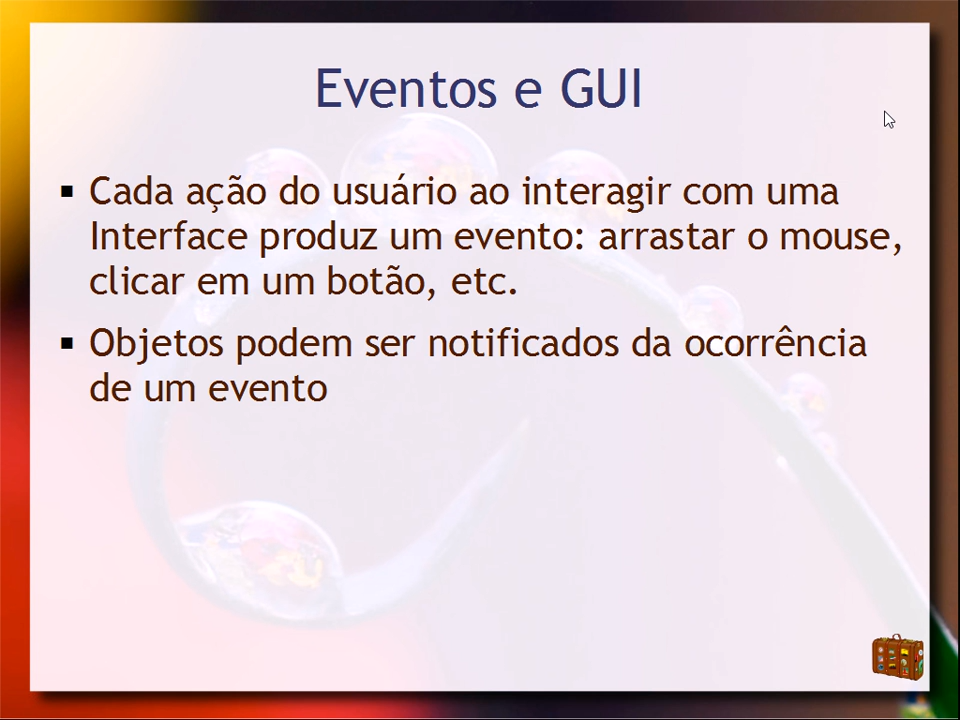 Eventos e GUI
Cada ação do usuário ao interagir com uma
Interface produz um evento: arrastar o mouse,
clicar em um botão, etc.
Objetos podem ser notificados da ocorrência
de um evento